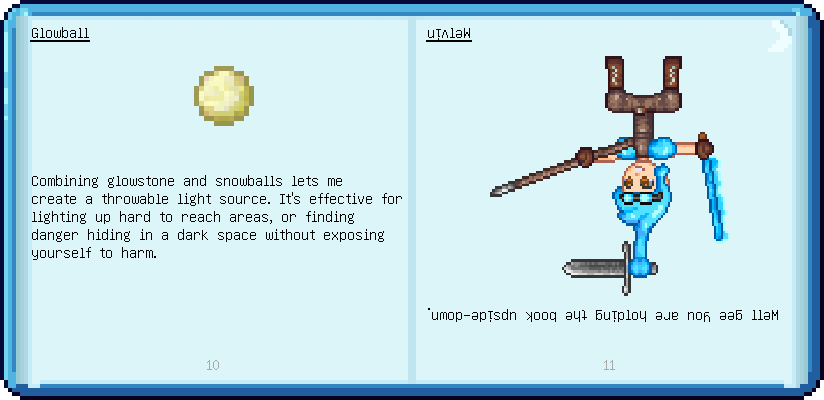 Glowball
Combining glowstone and snowballs lets me
create a throwable light source. It's effective for
lighting up hard to reach areas, or finding
danger hiding in a dark space without exposing
yourself to harm.
10
Melvin
Well gee you are holding the book upside-down.
11